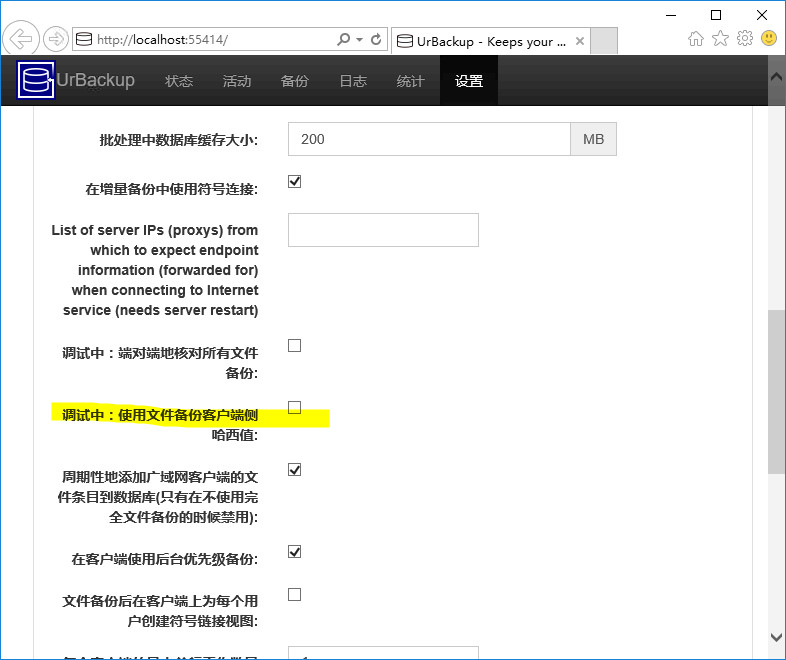 http://localhost:55414/
UrBackup - Keeps your ...
UrBackup 状态 活动 备份 日志 统计 设置
批处理中数据库缓存大小: 200 MB
在增量备份中使用符号连接:
List of server IPs (proxys) from
which to expect endpoint
information (forwarded for)
when connecting to Internet
service (needs server restart)
调试中：端对端地核对所有文件
备份:
调试中：使用文件备份客户端侧
哈西值:
周期性地添加广域网客户端的文
件条目到数据库(只有在不使用完
全文件备份的时候禁用):
在客户端使用后台优先级备份:
文件备份后在客户端上为每个用
户创建符号链接视图: